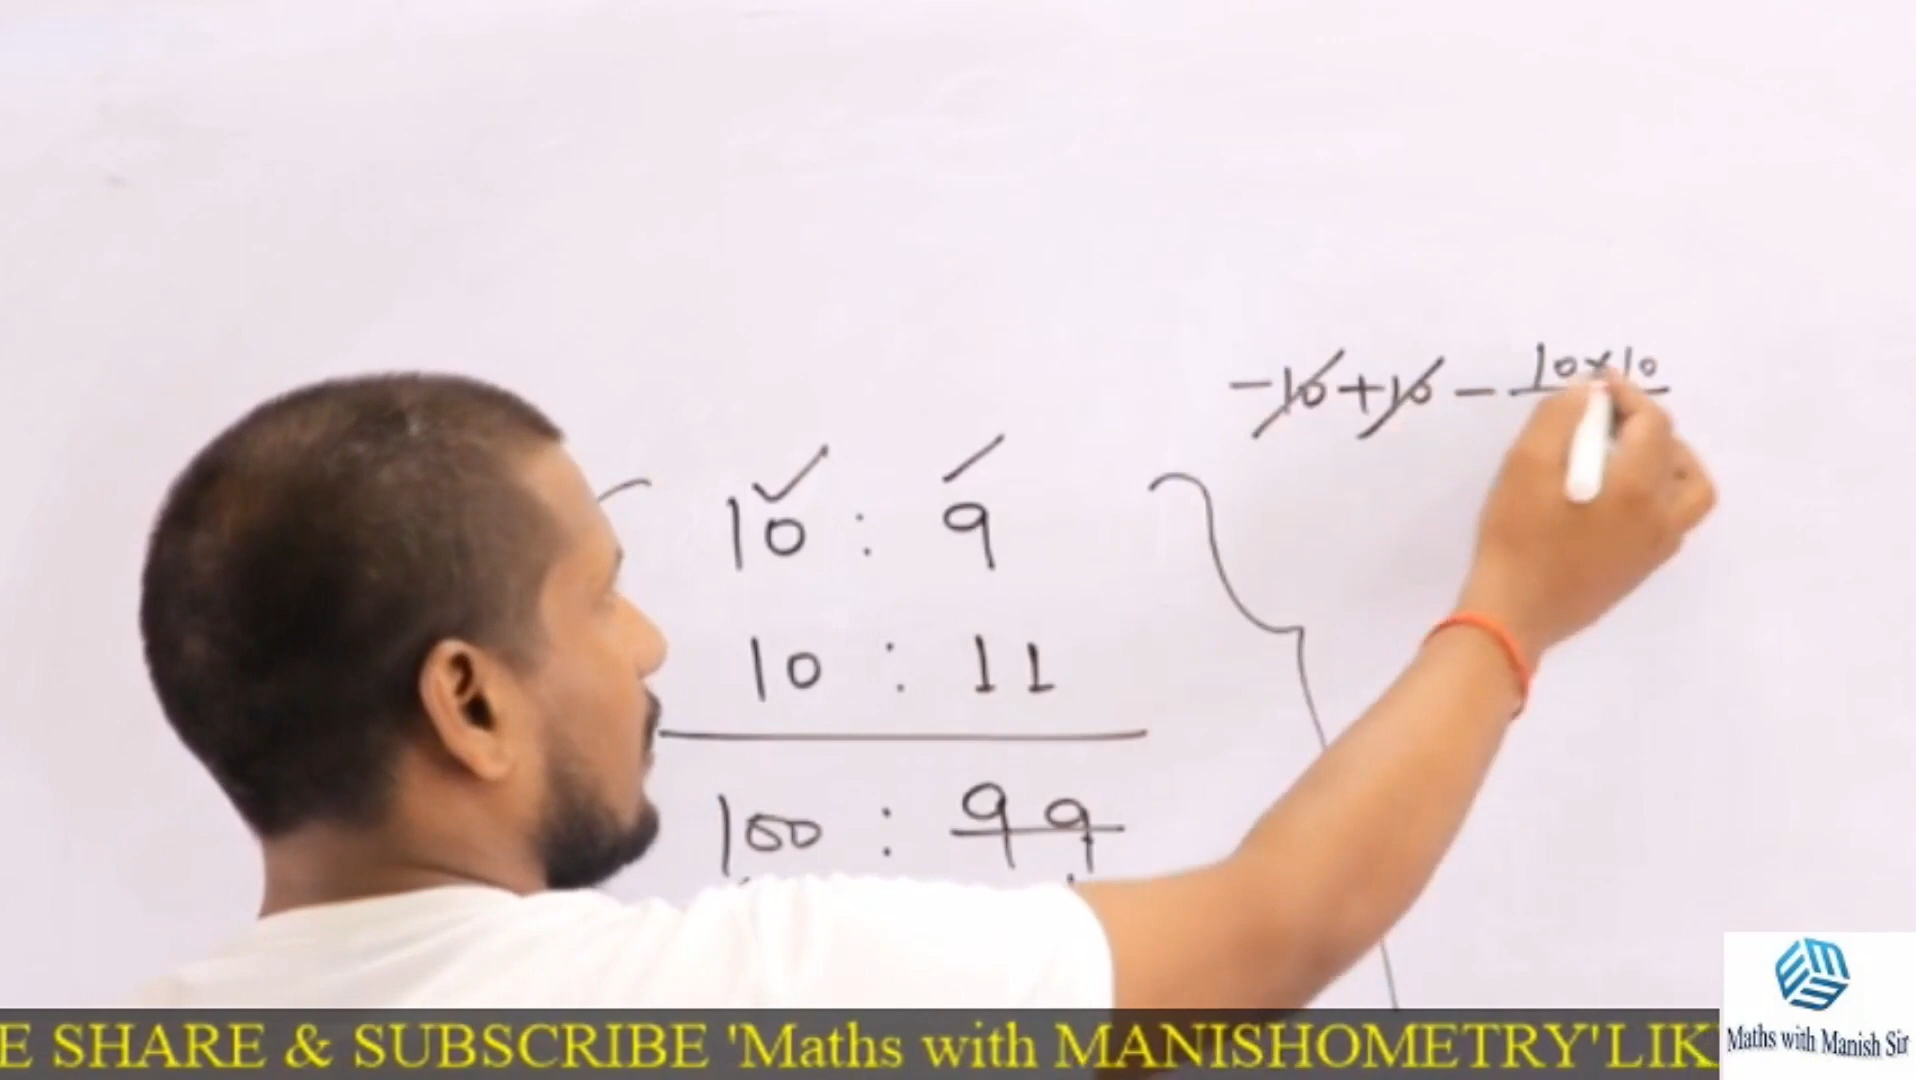 -10+10-10×10
10 : 9
10 : 11
100 : 99
E SHARE & SUBSCRIBE 'Maths with MANISHOMETRY'LIK
EM
Maths with Manish Sir